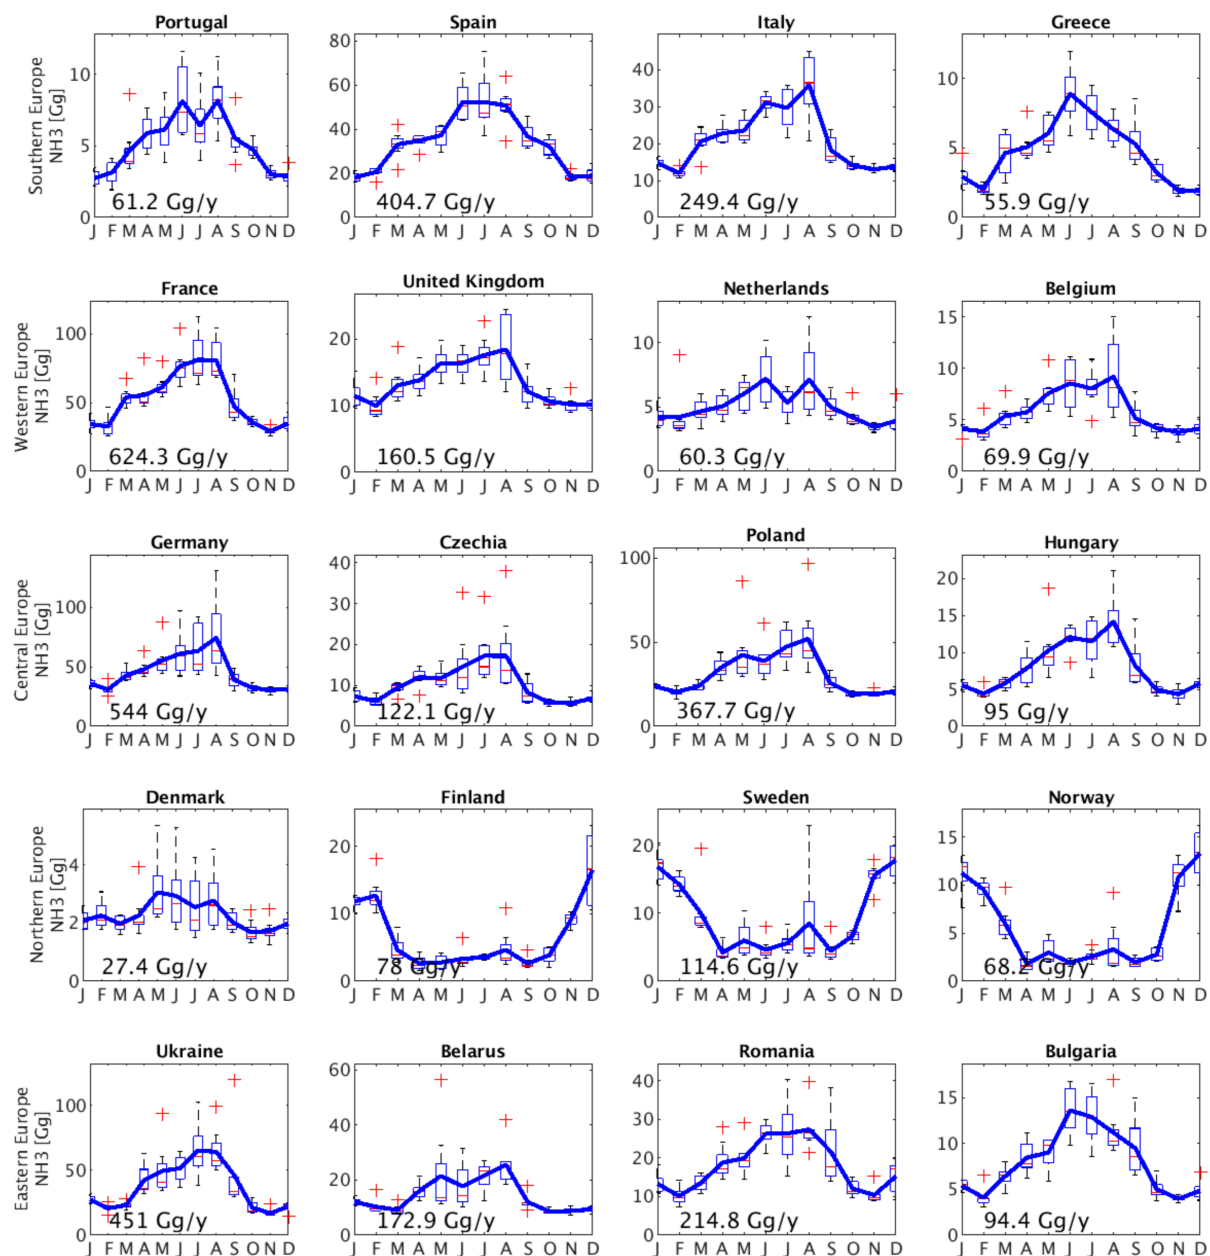 Portugal
Spain
Italy
Greece
Southern Europe
NH3 [Gg]
10
5
0
61.2 Gg/y
J F M A M J J A S O N D
80
60
40
20
0
404.7 Gg/y
J F M A M J J A S O N D
40
30
20
10
0
249.4 Gg/y
J F M A M J J A S O N D
10
5
0
55.9 Gg/y
J F M A M J J A S O N D
France
United Kingdom
Netherlands
Belgium
Western Europe
NH3 [Gg]
100
50
0
624.3 Gg/y
J F M A M J J A S O N D
20
10
0
160.5 Gg/y
J F M A M J J A S O N D
10
5
0
60.3 Gg/y
J F M A M J J A S O N D
15
10
5
0
69.9 Gg/y
J F M A M J J A S O N D
Germany
Czechia
Poland
Hungary
Central Europe
NH3 [Gg]
100
50
0
544 Gg/y
J F M A M J J A S O N D
40
30
20
10
0
122.1 Gg/y
J F M A M J J A S O N D
100
50
0
367.7 Gg/y
J F M A M J J A S O N D
20
15
10
5
0
95 Gg/y
J F M A M J J A S O N D
Denmark
Finland
Sweden
Norway
Northern Europe
NH3 [Gg]
4
2
0
27.4 Gg/y
J F M A M J J A S O N D
20
10
0
78 Gg/y
J F M A M J J A S O N D
20
10
0
114.6 Gg/y
J F M A M J J A S O N D
15
10
5
0
68.2 Gg/y
J F M A M J J A S O N D
Ukraine
Belarus
Romania
Bulgaria
Eastern Europe
NH3 [Gg]
100
50
0
451 Gg/y
J F M A M J J A S O N D
60
40
20
0
172.9 Gg/y
J F M A M J J A S O N D
40
30
20
10
0
214.8 Gg/y
J F M A M J J A S O N D
15
10
5
0
94.4 Gg/y
J F M A M J J A S O N D